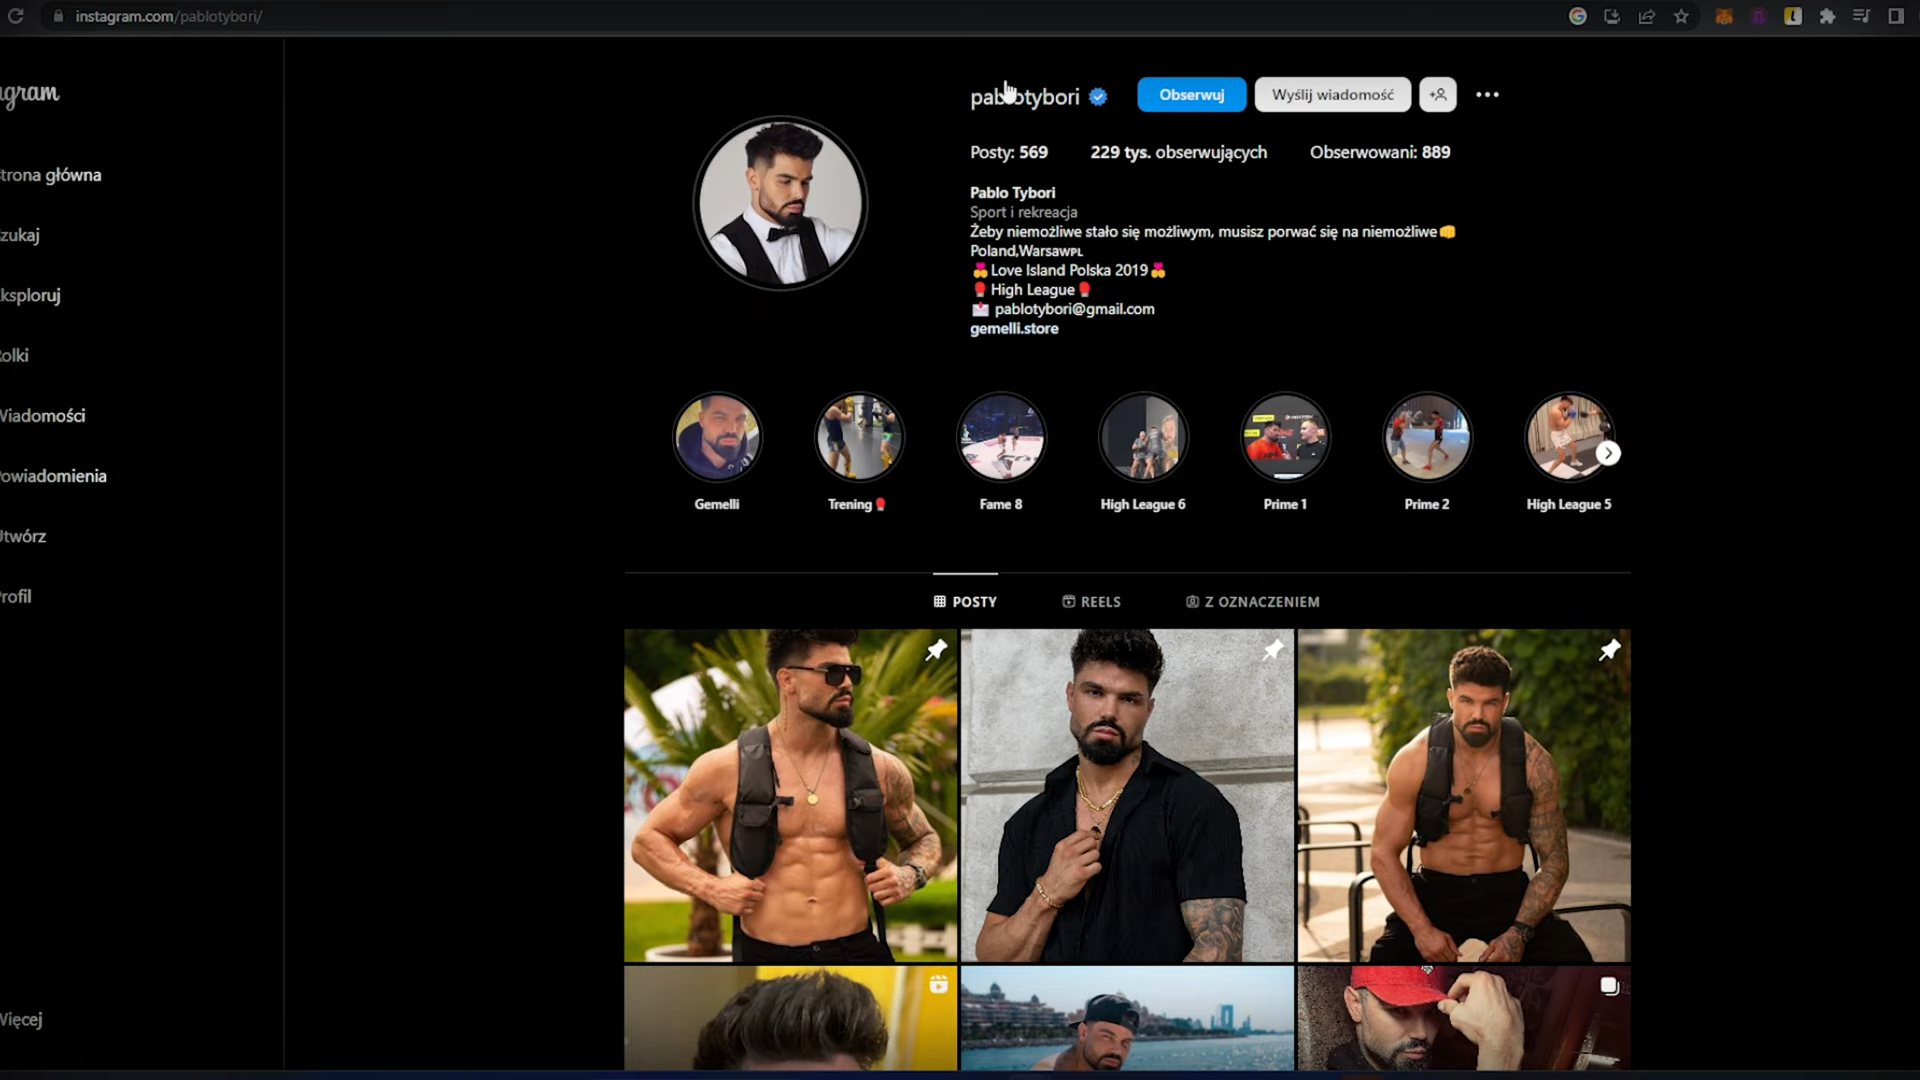 instagram.com/pablotybori/
gram
pablotybori
Obserwuj
Wyślij wiadomość
Posty: 569
229 tys. obserwujących
Obserwowani: 889
Pablo Tybori
Sport i rekreacja
Żeby niemożliwe stało się możliwym, musisz porwać się na niemożliwe👊
Poland,WarsawPL
💏Love Island Polska 2019💏
🥊High League🥊
📩 pablotybori@gmail.com
gemelli.store
trona główna
zukaj
ksploruj
olki
Wiadomości
owiadomienia
Utwórz
rofil
Więcej
Gemelli
Trening🥊
Fame 8
High League 6
Prime 1
Prime 2
High League 5
POSTY
REELS
Z OZNACZENIEM